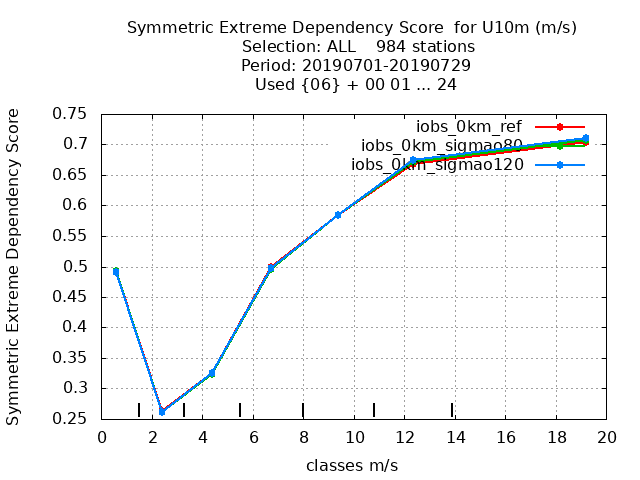 Symmetric Extreme Dependency Score for U10m (m/s)
Selection: ALL 984 stations
Period: 20190701-20190729
Used {06} + 00 01 ... 24
Symmetric Extreme Dependency Score
0.75
0.7
0.65
0.6
0.55
0.5
0.45
0.4
0.35
0.3
0.25
iobs_0km_ref
iobs_0km_sigmao80
iobs_0km_sigmao120
0 2 4 6 8 10 12 14 16 18 20
classes m/s